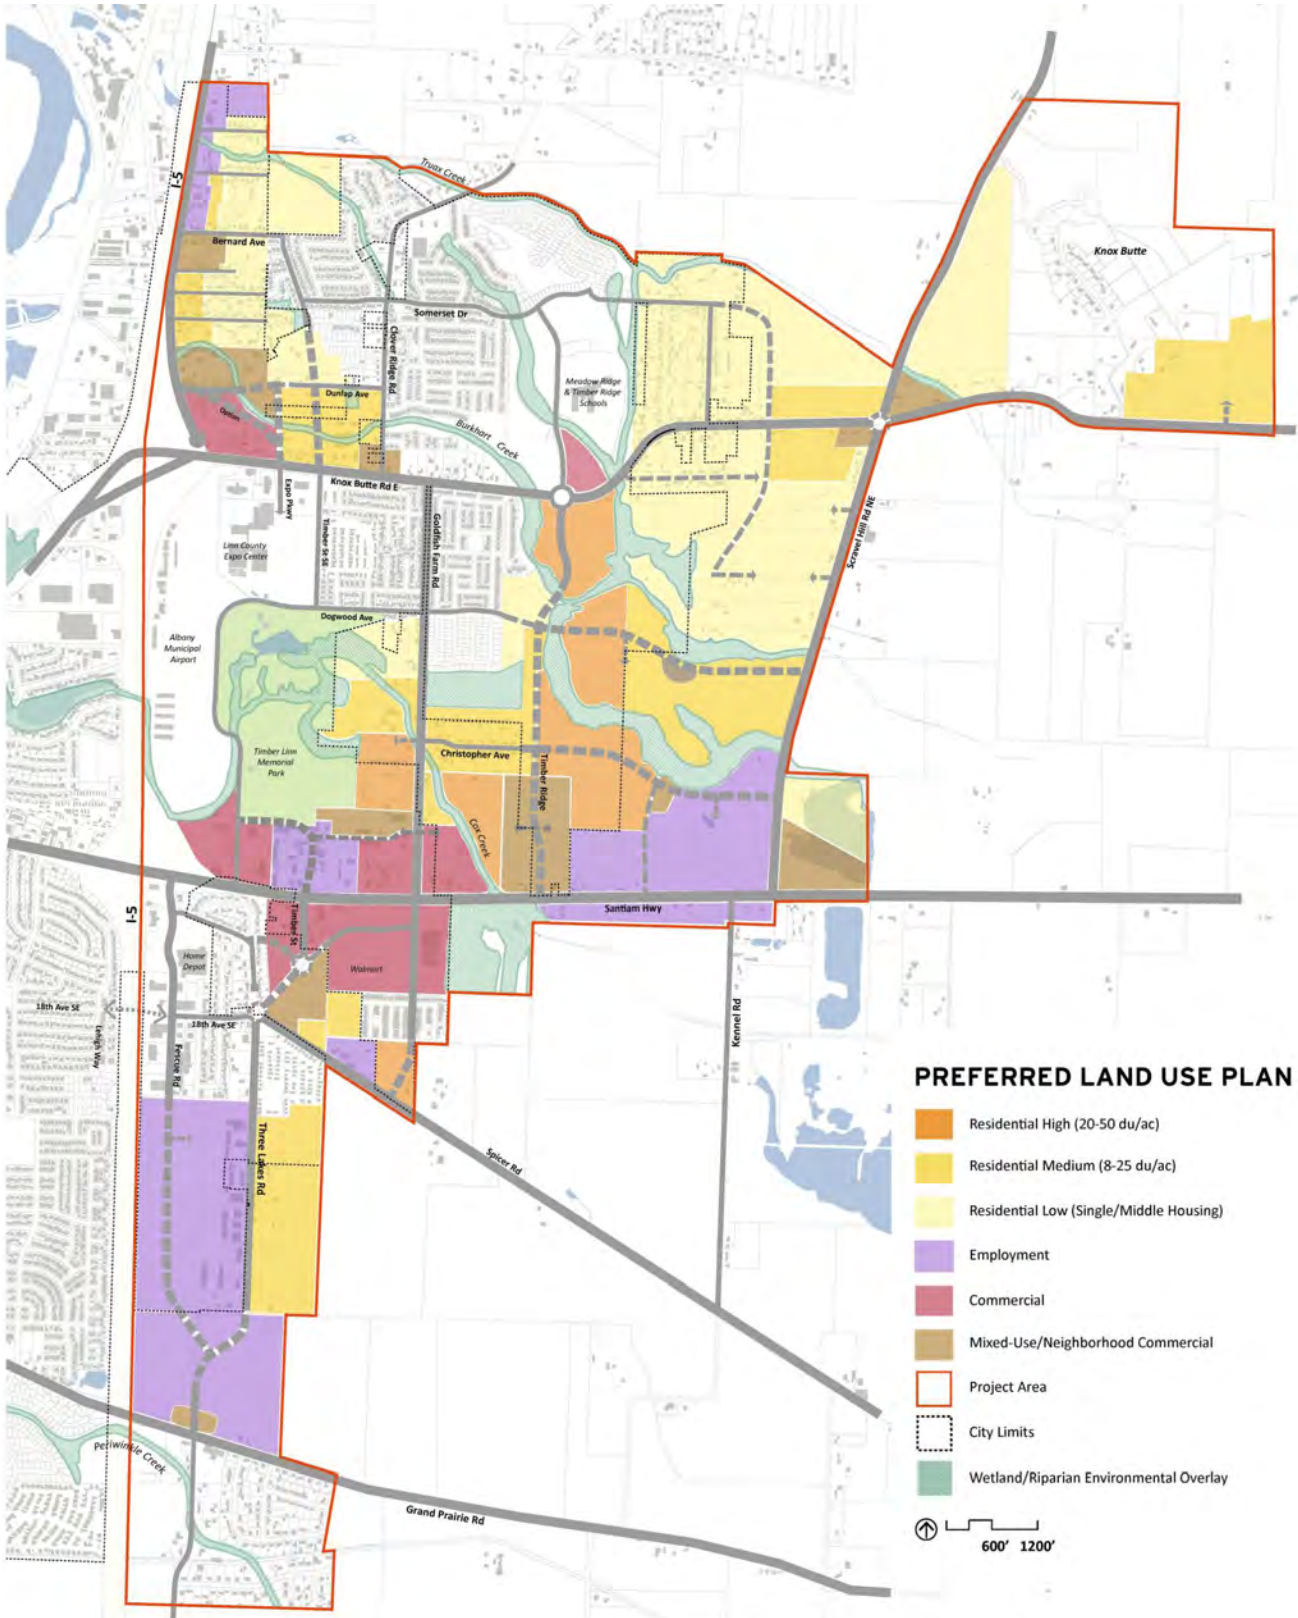 Truax Creek
I-5
Bernard Ave
Knox Butte
Somerset Dr
Clover Ridge Rd
Meadow Ridge
& Timber Ridge
Schools
Dunlap Ave
Option
Burkhart Creek
Knox Butte Rd E
Expo Pkwy
Timber St SE
Goldfish Farm Rd
Scravel Hill Rd NE
Linn County
Expo Center
Dogwood Ave
Albany
Municipal
Airport
Timber Linn
Memorial
Park
Christopher Ave
Timber Ridge
Cox Creek
I-5
Timber St
Santiam Hwy
Home
Depot
Walmart
18th Ave SE
18th Ave SE
Lehigh Way
Fescue Rd
Kennel Rd
Three Lakes Rd
Spicer Rd
Periwinkle Creek
Grand Prairie Rd
PREFERRED LAND USE PLAN
Residential High (20-50 du/ac)
Residential Medium (8-25 du/ac)
Residential Low (Single/Middle Housing)
Employment
Commercial
Mixed-Use/Neighborhood Commercial
Project Area
City Limits
Wetland/Riparian Environmental Overlay
600' 1200'